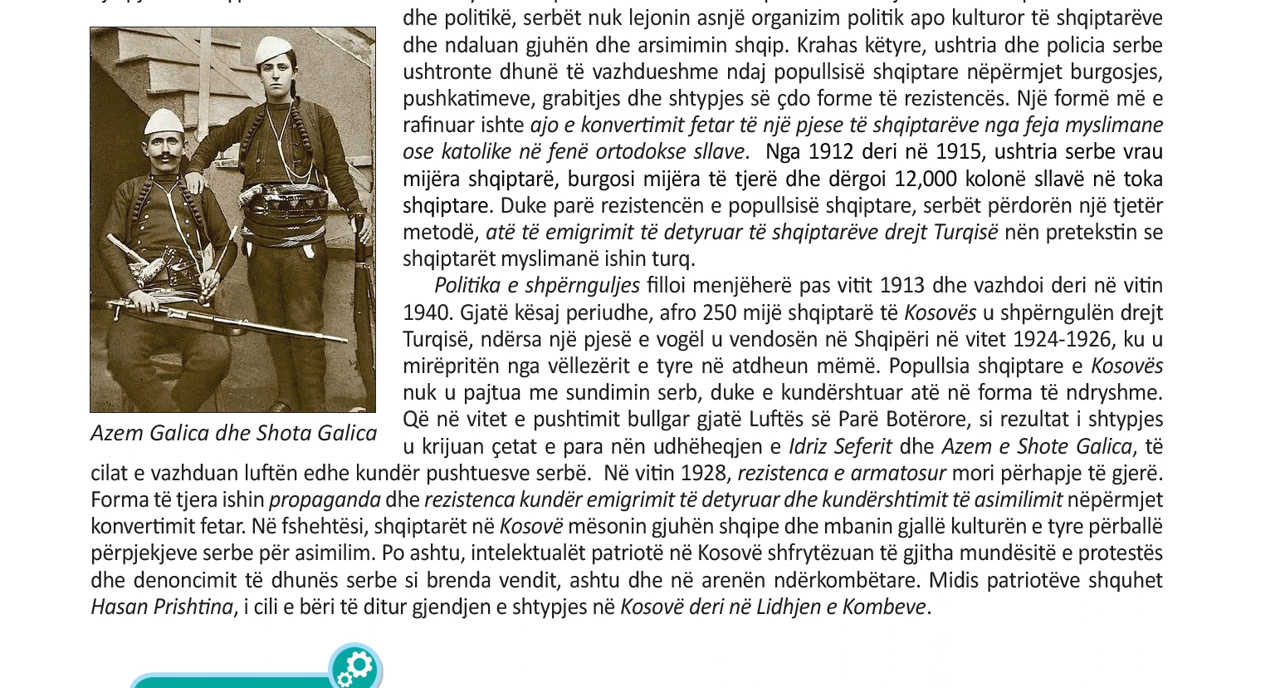 dhe politikë, serbët nuk lejonin asnjë organizim politik apo kulturor të shqiptarëve
dhe ndaluan gjuhën dhe arsimimin shqip. Krahas këtyre, ushtria dhe policia serbe
ushtronte dhunë të vazhdueshme ndaj popullsisë shqiptare nëpërmjet burgosjes,
pushkatimeve, grabitjes dhe shtypjes së çdo forme të rezistencës. Një formë më e
rafinuar ishte ajo e konvertimit fetar të një pjese të shqiptarëve nga feja myslimane
ose katolike në fenë ortodokse sllave. Nga 1912 deri në 1915, ushtria serbe vrau
mijëra shqiptarë, burgosi mijëra të tjerë dhe dërgoi 12,000 kolonë sllavë në toka
shqiptare. Duke parë rezistencën e popullsisë shqiptare, serbët përdorën një tjetër
metodë, atë të emigrimit të detyruar të shqiptarëve drejt Turqisë nën pretekstin se
shqiptarët myslimanë ishin turq.
Politika e shpërnguljes filloi menjëherë pas vitit 1913 dhe vazhdoi deri në vitin
1940. Gjatë kësaj periudhe, afro 250 mijë shqiptarë të Kosovës u shpërngulën drejt
Turqisë, ndërsa një pjesë e vogël u vendosën në Shqipëri në vitet 1924-1926, ku u
mirëpritën nga vëllezërit e tyre në atdheun mëmë. Popullsia shqiptare e Kosovës
nuk u pajtua me sundimin serb, duke e kundërshtuar atë në forma të ndryshme.
Që në vitet e pushtimit bullgar gjatë Luftës së Parë Botërore, si rezultat i shtypjes
u krijuan çetat e para nën udhëheqjen e Idriz Seferit dhe Azem e Shote Galica, të
Azem Galica dhe Shota Galica
cilat e vazhduan luftën edhe kundër pushtuesve serbë. Në vitin 1928, rezistenca e armatosur mori përhapje të gjerë.
Forma të tjera ishin propaganda dhe rezistenca kundër emigrimit të detyruar dhe kundërshtimit të asimilimit nëpërmjet
konvertimit fetar. Në fshehtësi, shqiptarët në Kosovë mësonin gjuhën shqipe dhe mbanin gjallë kulturën e tyre përballë
përpjekjeve serbe për asimilim. Po ashtu, intelektualët patriotë në Kosovë shfrytëzuan të gjitha mundësitë e protestës
dhe denoncimit të dhunës serbe si brenda vendit, ashtu dhe në arenën ndërkombëtare. Midis patriotëve shquhet
Hasan Prishtina, i cili e bëri të ditur gjendjen e shtypjes në Kosovë deri në Lidhjen e Kombeve.